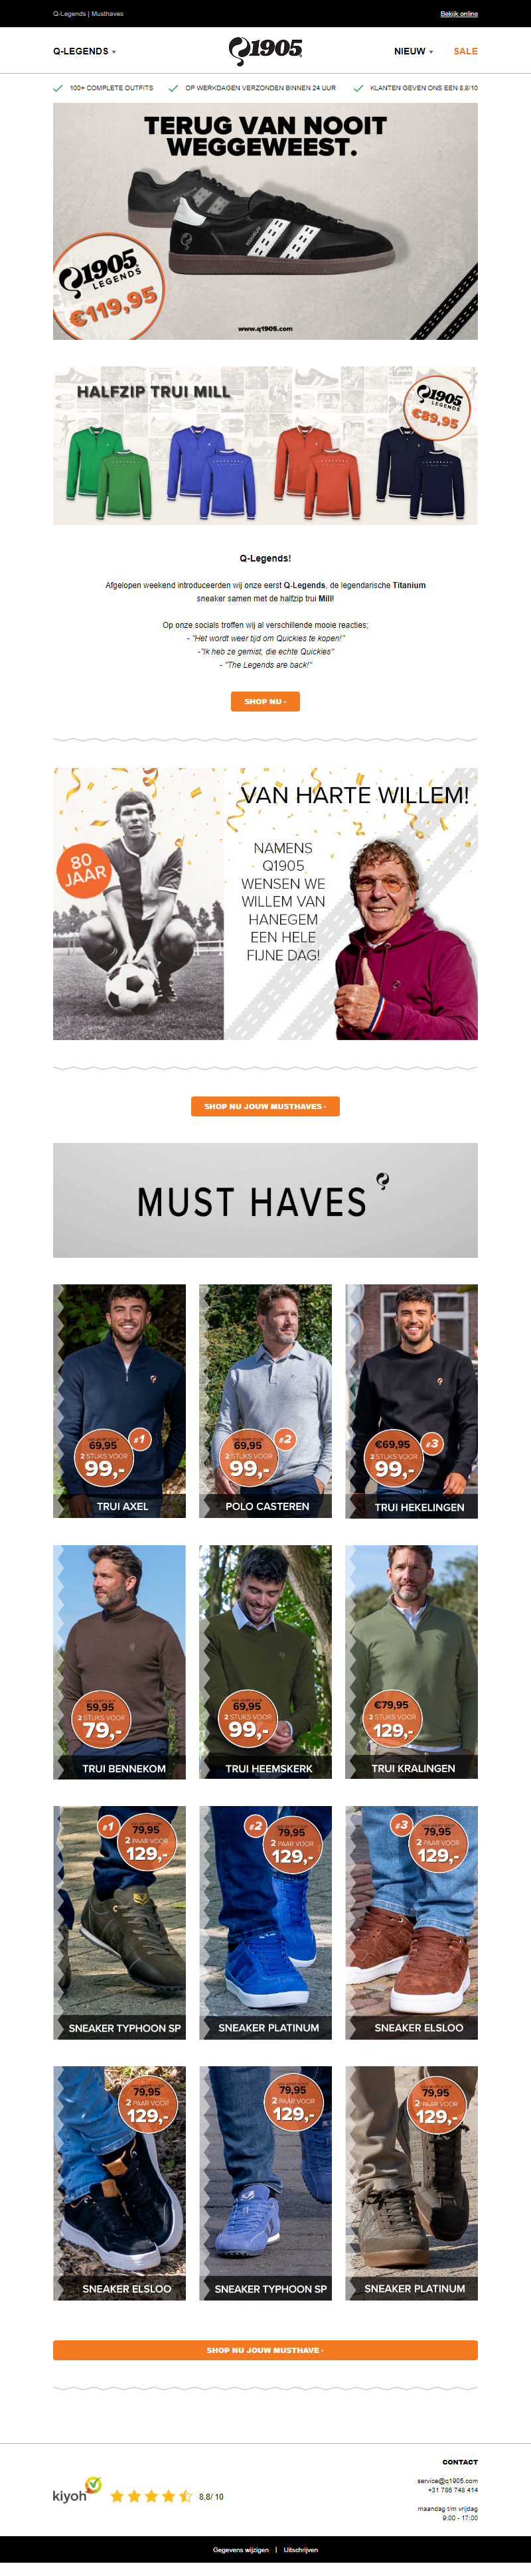 Q-Legends | Musthaves
Bekijk online
Q-LEGENDS
Q1905
NIEUW
SALE
100+ COMPLETE OUTFITS
OP WERKDAGEN VERZONDEN BINNEN 24 UUR
KLANTEN GEVEN ONS EEN 8,8/10
TERUG VAN NOOIT
WEGGEWEEST.
Q1905
LEGENDS
€119,95
www.q1905.com
HALFZIP TRUI MILL
Q1905
LEGENDS
€89,95
Q-Legends!
Afgelopen weekend introduceerden wij onze eerst Q-Legends, de legendarische Titanium
sneaker samen met de halfzip trui Mill!
Op onze socials troffen wij al verschillende mooie reacties;
- "Het wordt weer tijd om Quickies te kopen!"
-"Ik heb ze gemist, die echte Quickies"
- "The Legends are back!"
SHOP NU -
VAN HARTE WILLEM!
80
JAAR
NAMENS
Q1905
WENSEN WE
WILLEM VAN
HANEGEM
EEN HELE
FIJNE DAG!
SHOP NU JOUW MUSTHAVES -
MUST HAVES
69,95
2 STUKS VOOR
99,-
#1
TRUI AXEL
69,95
2 STUKS VOOR
99,-
#2
POLO CASTEREN
€69,95
2 STUKS VOOR
99,-
#3
TRUI HEKELINGEN
59,95
2 STUKS VOOR
79,-
TRUI BENNEKOM
69,95
2 STUKS VOOR
99,-
TRUI HEEMSKERK
€79,95
2 STUKS VOOR
129,-
TRUI KRALINGEN
#1
79,95
2 PAAR VOOR
129,-
SNEAKER TYPHOON SP
#2
79,95
2 PAAR VOOR
129,-
SNEAKER PLATINUM
#3
79,95
2 PAAR VOOR
129,-
SNEAKER ELSLOO
79,95
2 PAAR VOOR
129,-
SNEAKER ELSLOO
79,95
2 PAAR VOOR
129,-
SNEAKER TYPHOON SP
79,95
2 PAAR VOOR
129,-
SNEAKER PLATINUM
SHOP NU JOUW MUSTHAVE -
CONTACT
service@q1905.com
+31 786 748 414
maandag t/m vrijdag
9:00 - 17:00
kiyoh
8,8/ 10
Gegevens wijzigen | Uitschrijven